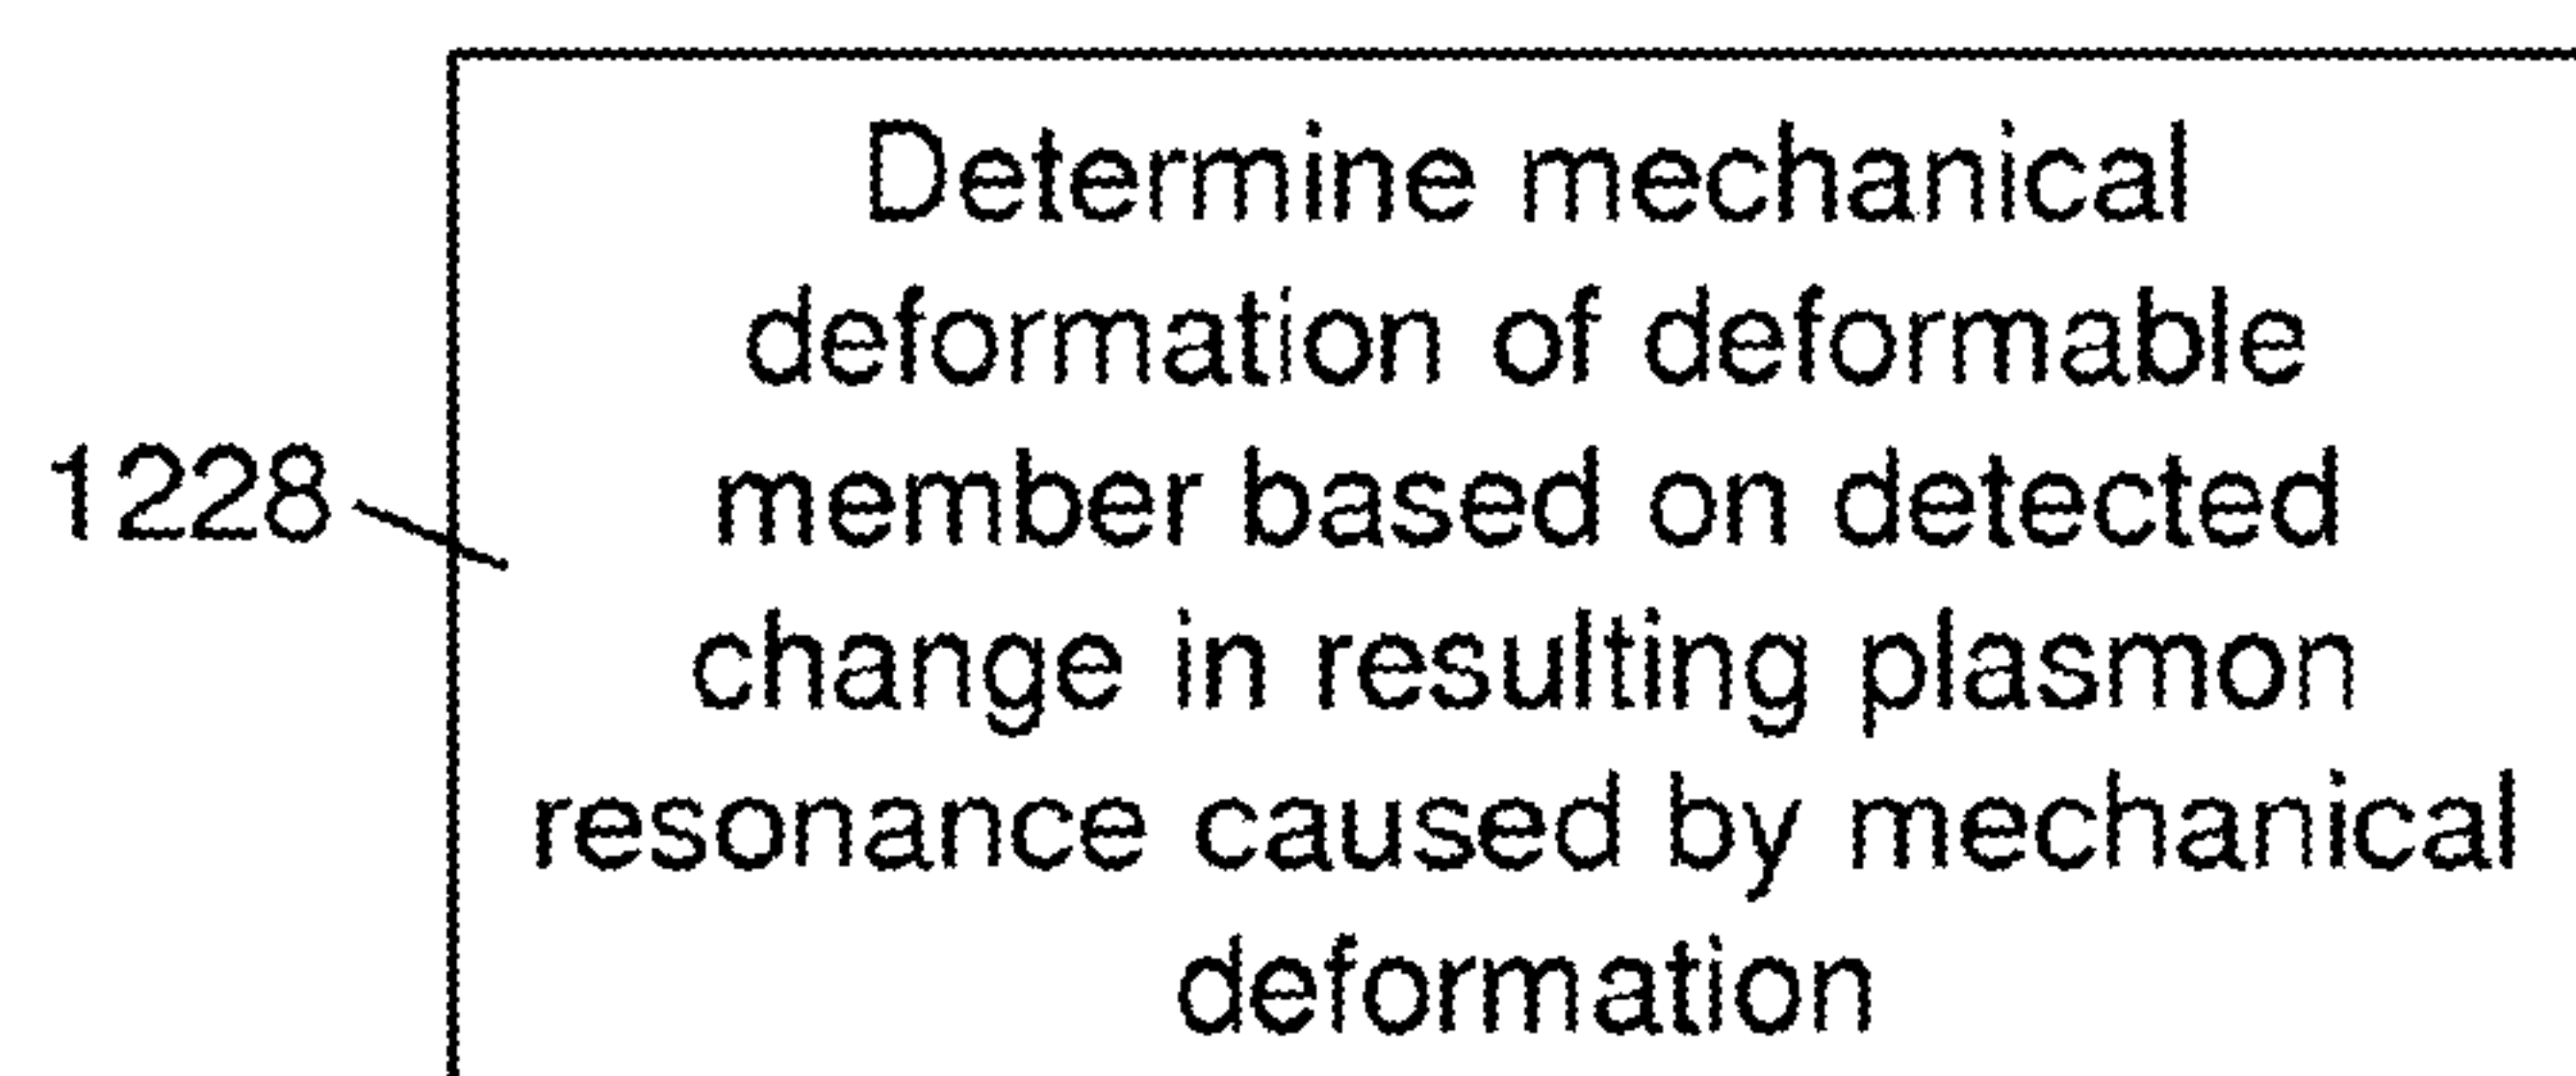 Determine mechanical
deformation of deformable
member based on detected
1228
change in resulting plasmon
resonance caused by mechanical
deformation